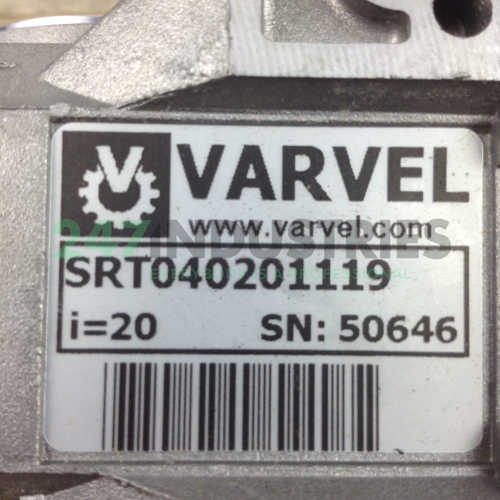 VARVEL
www.varvel.com
247INDUSTRIES
SRT040201119
i=20 SN: 50646